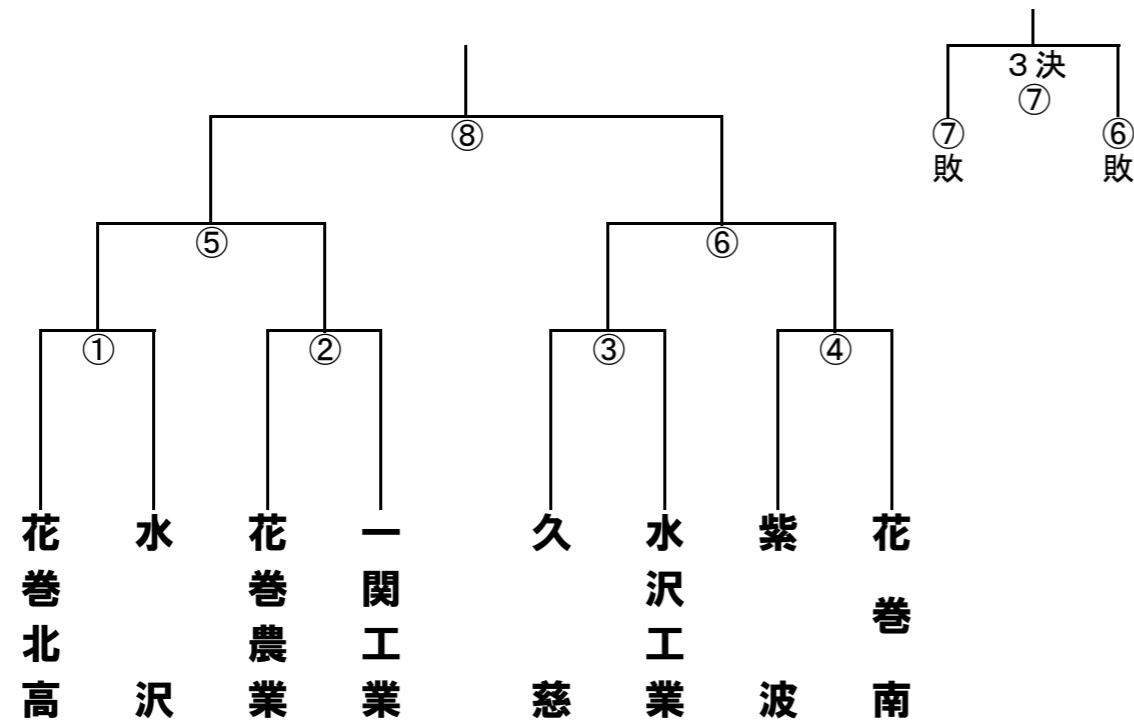 ３決
⑦
⑦敗
⑥敗
⑧
⑤
⑥
①
②
③
④
花巻北高
水沢
花巻農業
一関工業
久慈
水沢工業
紫波
花巻南